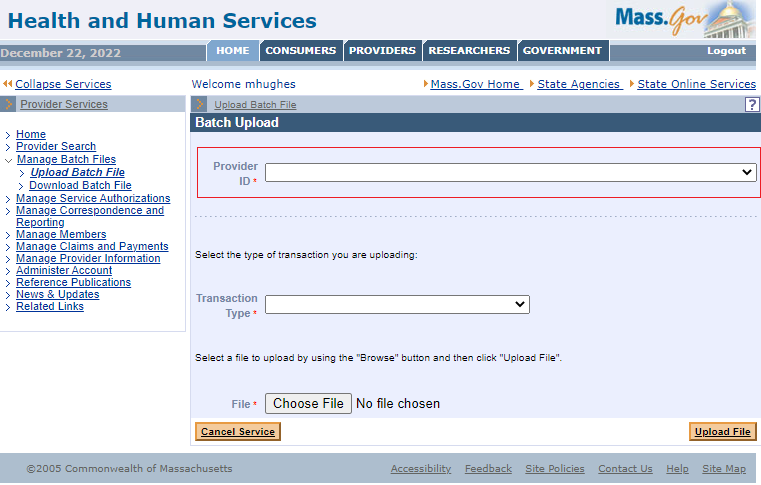 Health and Human Services
Mass.Gov
December 22, 2022
HOME CONSUMERS PROVIDERS RESEARCHERS GOVERNMENT
Logout
Collapse Services
Welcome mhughes
Mass.Gov Home State Agencies State Online Services
Provider Services
Home
Provider Search
Manage Batch Files
Upload Batch File
Download Batch File
Manage Service Authorizations
Manage Correspondence and
Reporting
Manage Members
Manage Claims and Payments
Manage Provider Information
Administer Account
Reference Publications
News & Updates
Related Links
Upload Batch File
?
Batch Upload
Provider
ID *
Select the type of transaction you are uploading:
Transaction
Type *
Select a file to upload by using the "Browse" button and then click "Upload File".
File * Choose File No file chosen
Cancel Service Upload File
©2005 Commonwealth of Massachusetts
Accessibility Feedback Site Policies Contact Us Help Site Map